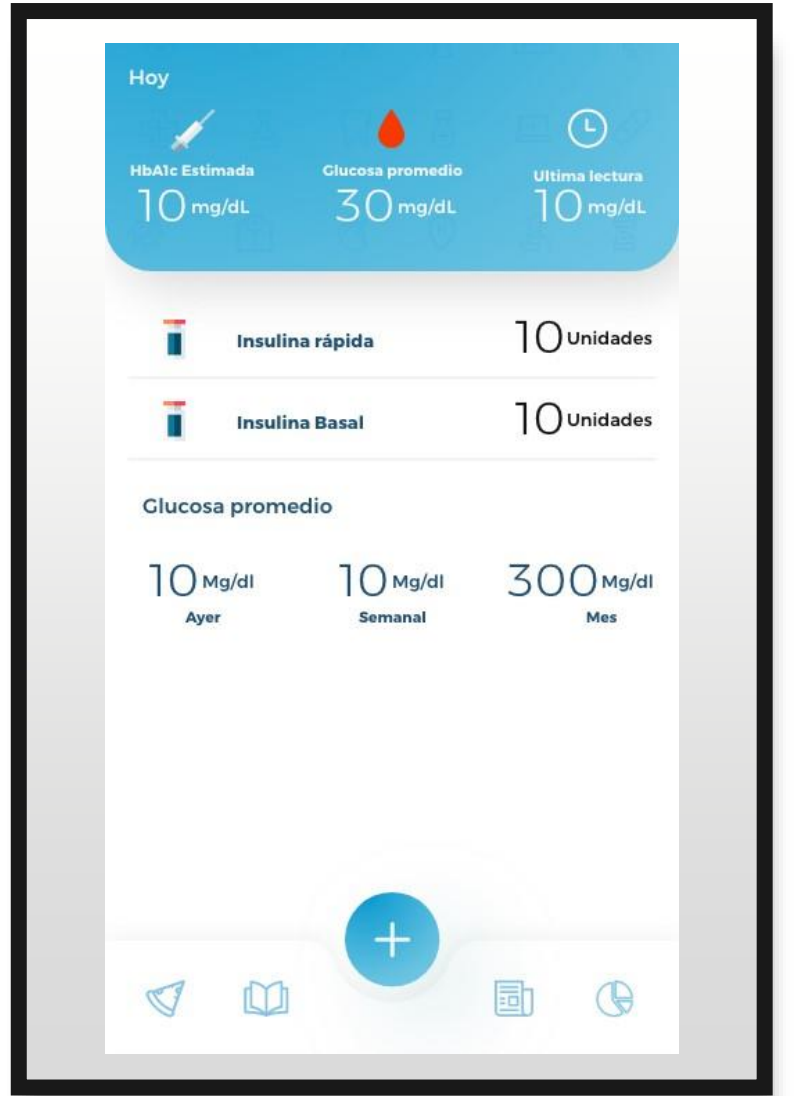 Hoy
HbA1c Estimada Glucosa promedio Ultima lectura
10 mg/dL 30 mg/dL 10 mg/dL
Insulina rápida 10 Unidades
Insulina Basal 10 Unidades
Glucosa promedio
10 Mg/dl 10 Mg/dl 300 Mg/dl
Ayer Semanal Mes